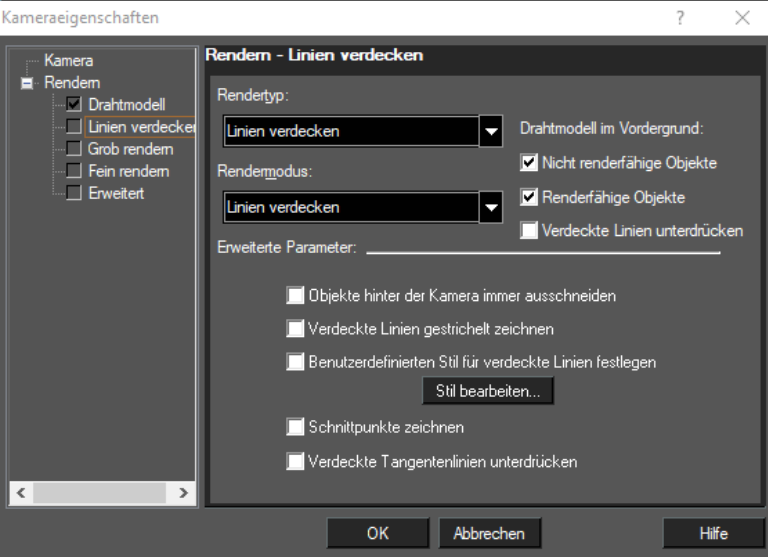 Kameraeigenschaften
Kamera
Rendern
Drahtmodell
Linien verdecken
Grob rendern
Fein rendern
Erweitert
Rendern - Linien verdecken
Rendertyp:
Linien verdecken
Rendermodus:
Linien verdecken
Drahtmodell im Vordergrund:
Nicht renderfähige Objekte
Renderfähige Objekte
Verdeckte Linien unterdrücken
Erweiterte Parameter:
Objekte hinter der Kamera immer ausschneiden
Verdeckte Linien gestrichelt zeichnen
Benutzerdefinierten Stil für verdeckte Linien festlegen
Stil bearbeiten...
Schnittpunkte zeichnen
Verdeckte Tangentenlinien unterdrücken
OK
Abbrechen
Hilfe